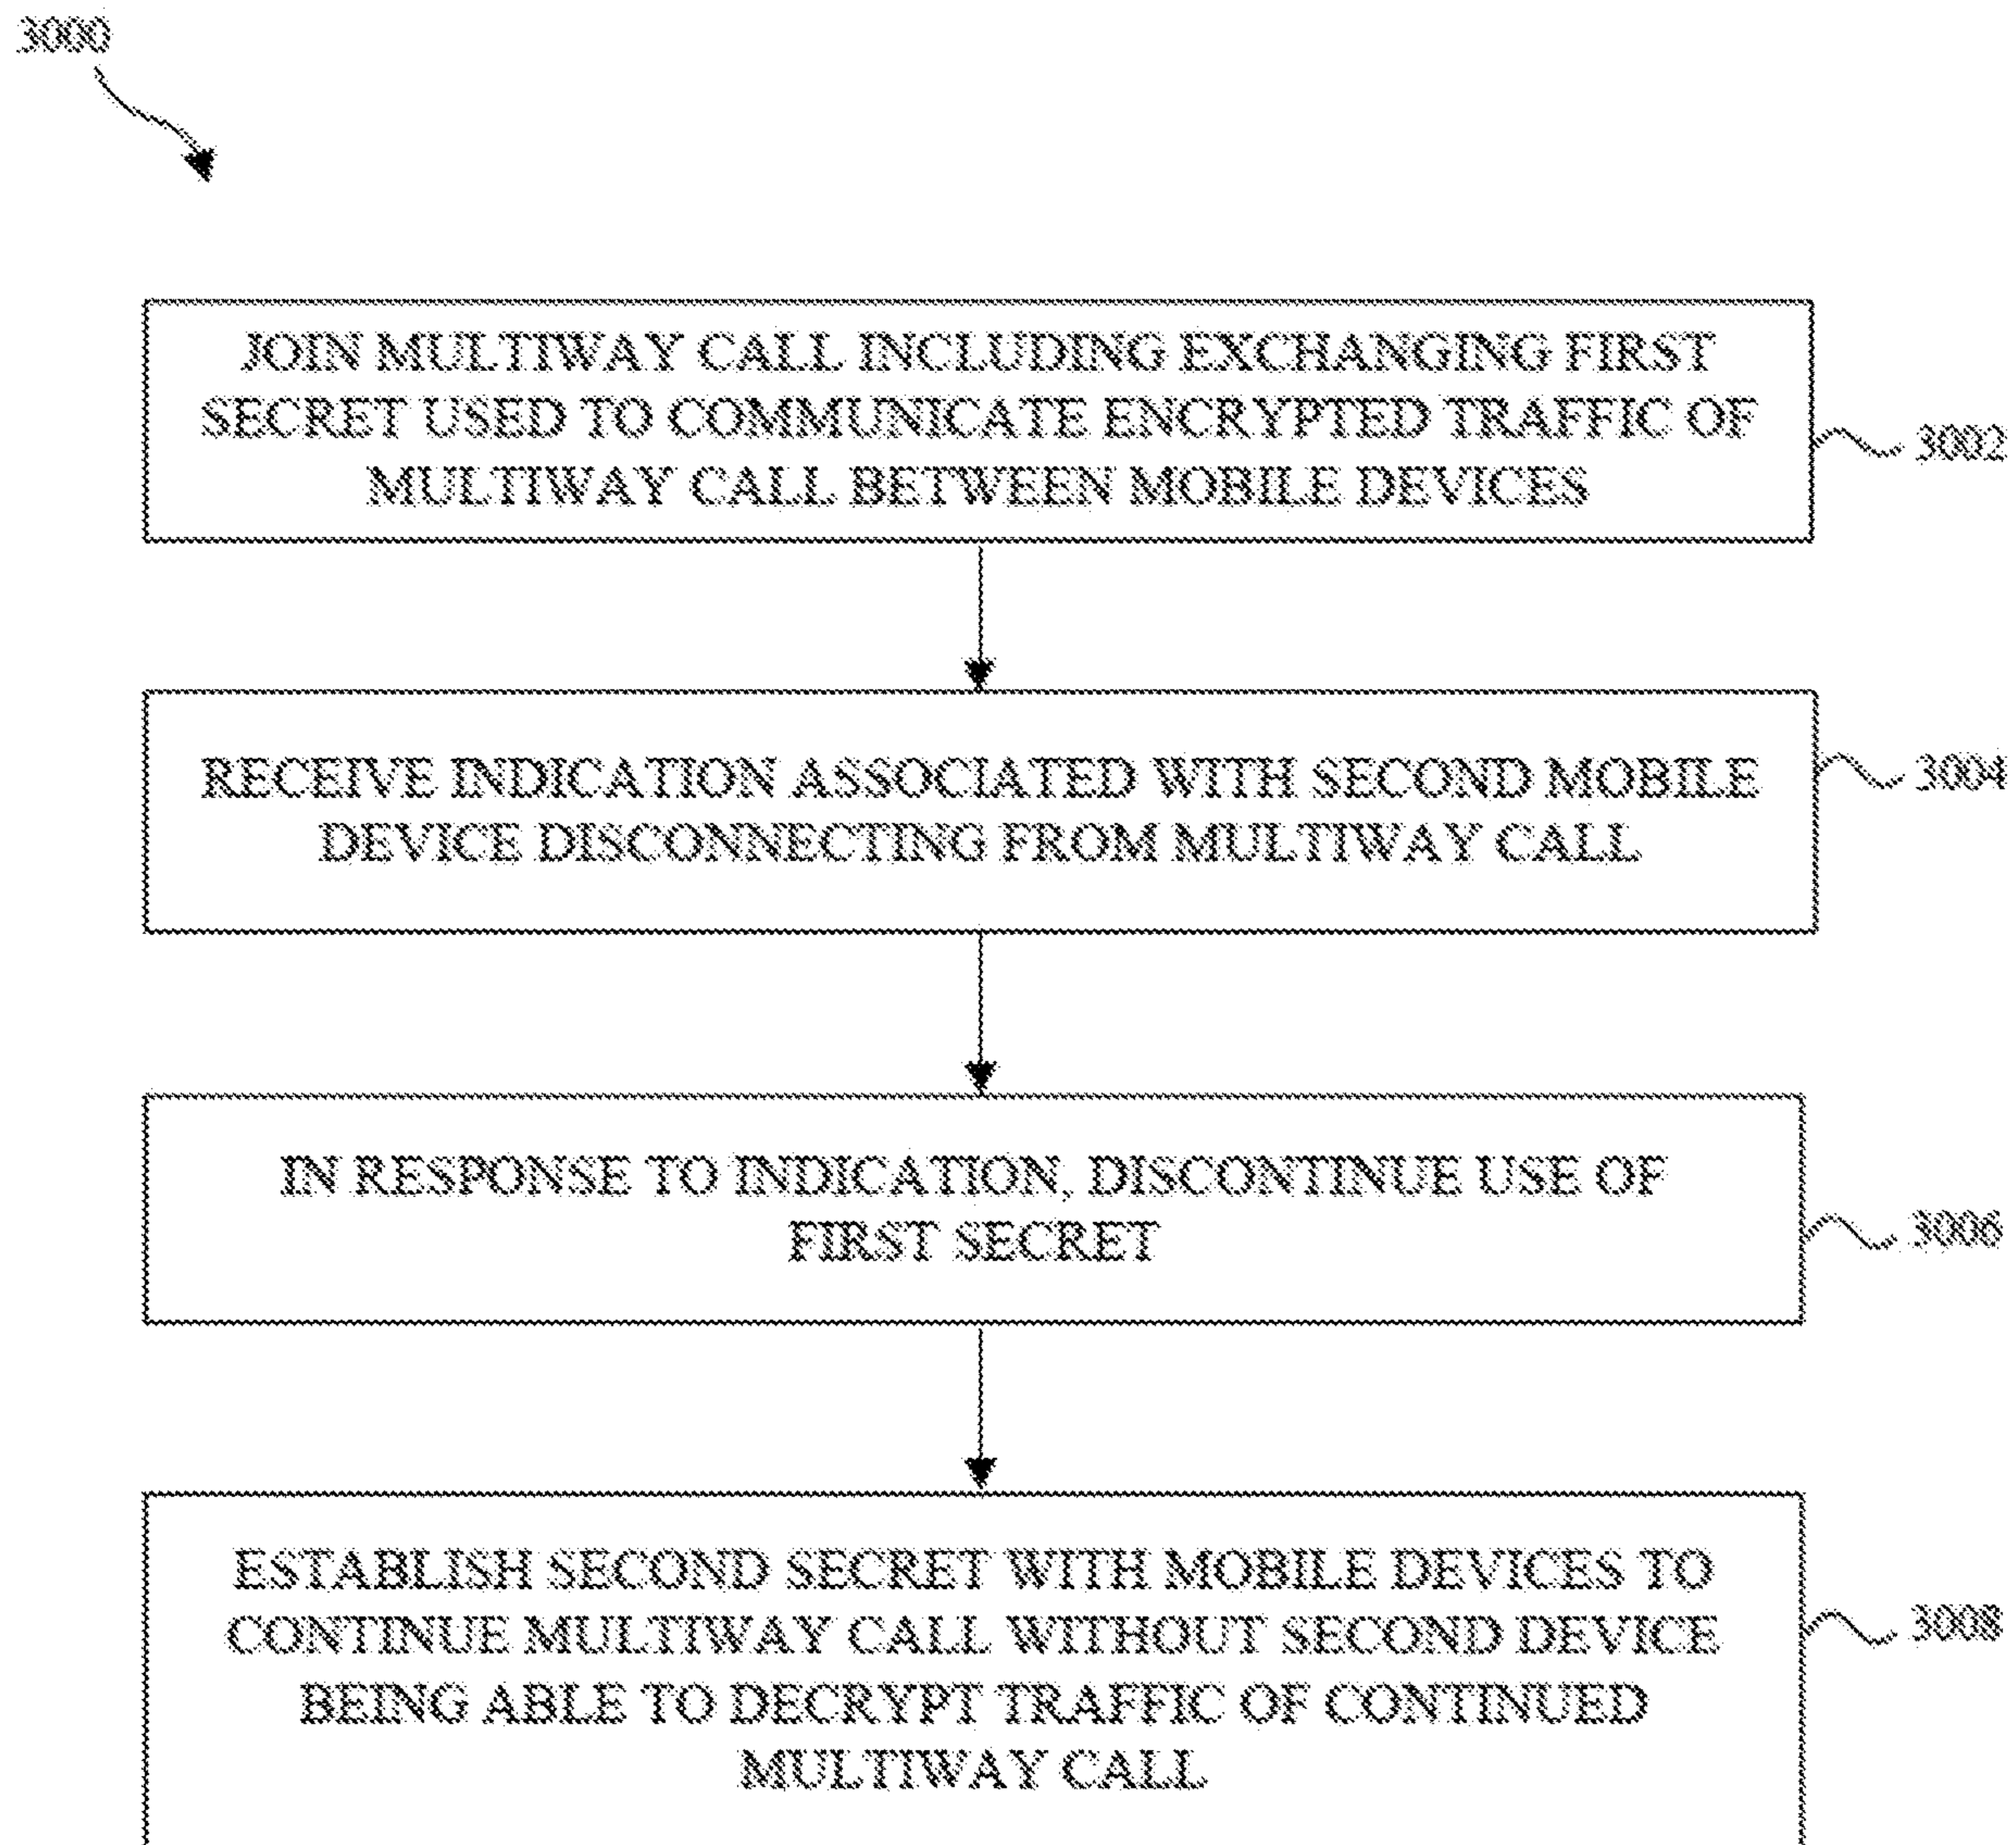 3000
JOIN MULTIWAY CALL INCLUDING EXCHANGING FIRST
SECRET USED TO COMMUNICATE ENCRYPTED TRAFFIC OF
MULTIWAY CALL BETWEEN MOBILE DEVICES
3002
RECEIVE INDICATION ASSOCIATED WITH SECOND MOBILE
DEVICE DISCONNECTING FROM MULTIWAY CALL
3004
IN RESPONSE TO INDICATION, DISCONTINUE USE OF
FIRST SECRET
3006
ESTABLISH SECOND SECRET WITH MOBILE DEVICES TO
CONTINUE MULTIWAY CALL WITHOUT SECOND DEVICE
BEING ABLE TO DECRYPT TRAFFIC OF CONTINUED
MULTIWAY CALL
3008